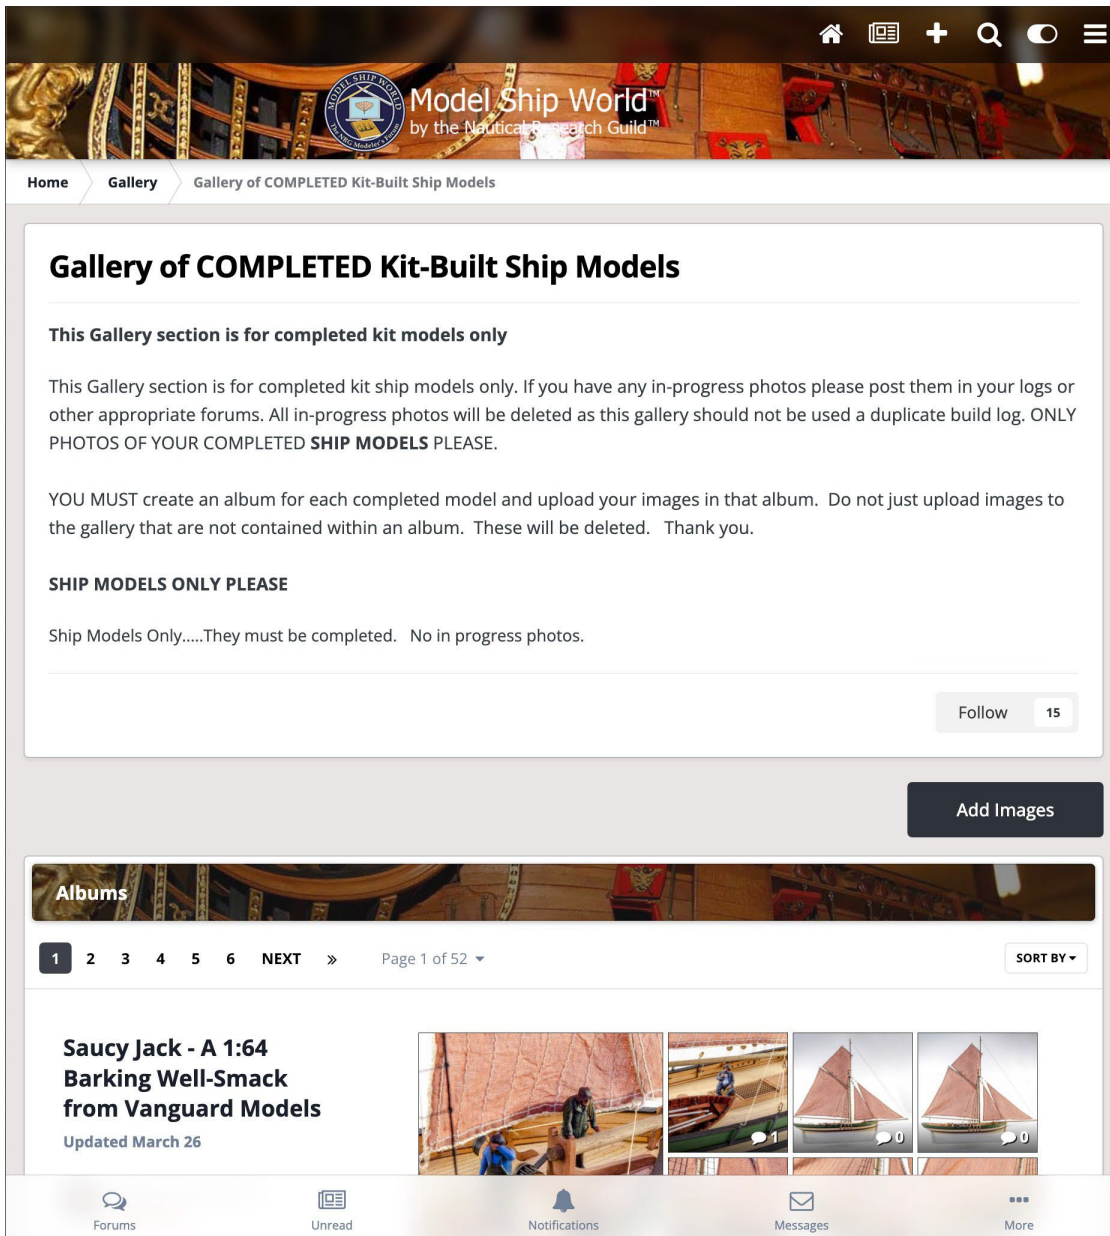 MODEL SHIP WORLD
The NRG Modeler's Forum
Model Ship World™
by the Nautical Research Guild™
Home
Gallery
Gallery of COMPLETED Kit-Built Ship Models
Gallery of COMPLETED Kit-Built Ship Models
This Gallery section is for completed kit models only
This Gallery section is for completed kit ship models only. If you have any in-progress photos please post them in your logs or
other appropriate forums. All in-progress photos will be deleted as this gallery should not be used a duplicate build log. ONLY
PHOTOS OF YOUR COMPLETED SHIP MODELS PLEASE.
YOU MUST create an album for each completed model and upload your images in that album.  Do not just upload images to
the gallery that are not contained within an album.  These will be deleted.   Thank you.
SHIP MODELS ONLY PLEASE
Ship Models Only.....They must be completed.   No in progress photos.
Follow 15
Add Images
Albums
1 2 3 4 5 6 NEXT » Page 1 of 52
SORT BY
Saucy Jack - A 1:64
Barking Well-Smack
from Vanguard Models
Updated March 26
1
0
0
Forums
Unread
Notifications
Messages
More